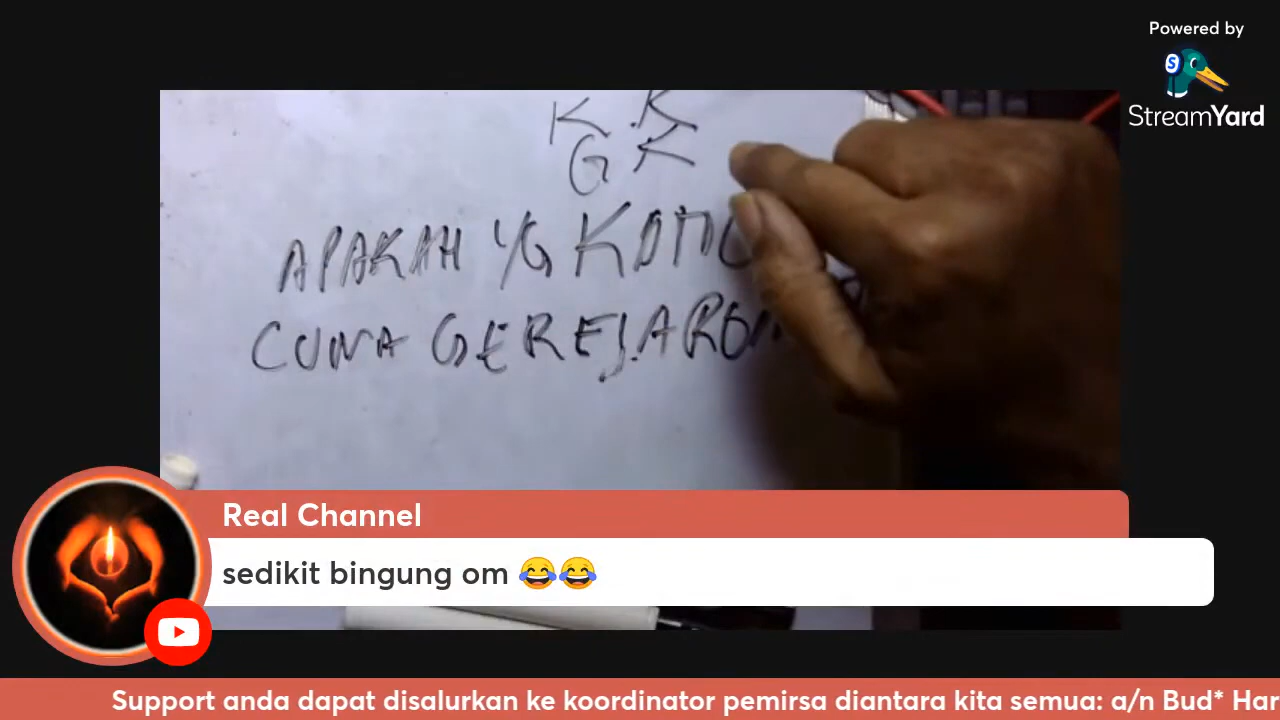 Powered by
StreamYard
K.K
GK
APAKAH YG
CUMA GEREJA
Real Channel
sedikit bingung om 😂😂
Support anda dapat disalurkan ke koordinator pemirsa diantara kita semua: a/n Bud* Har